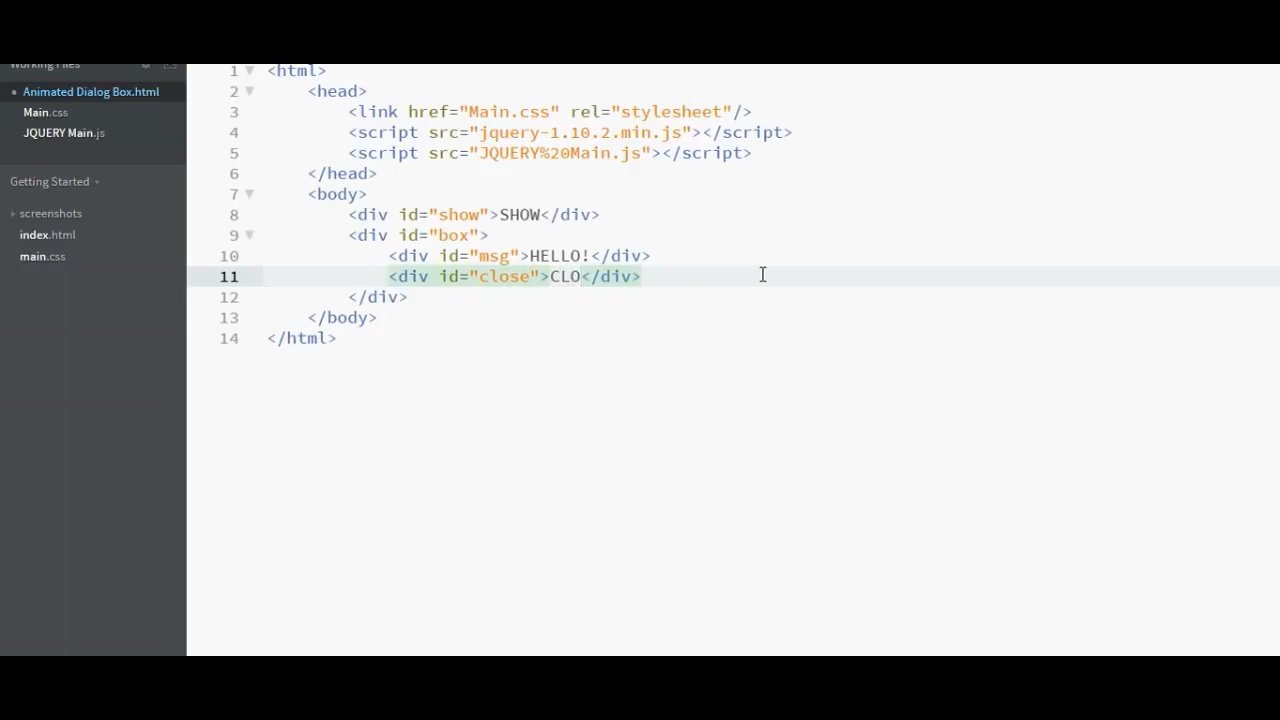 Working Files
Animated Dialog Box.html
Main.css
JQUERY Main.js
Getting Started
screenshots
index.html
main.css
1 <html>
2 <head>
3 <link href="Main.css" rel="stylesheet"/>
4 <script src="jquery-1.10.2.min.js"></script>
5 <script src="JQUERY%20Main.js"></script>
6 </head>
7 <body>
8 <div id="show">SHOW</div>
9 <div id="box">
10 <div id="msg">HELLO!</div>
11 <div id="close">CLO</div>
12 </div>
13 </body>
14 </html>